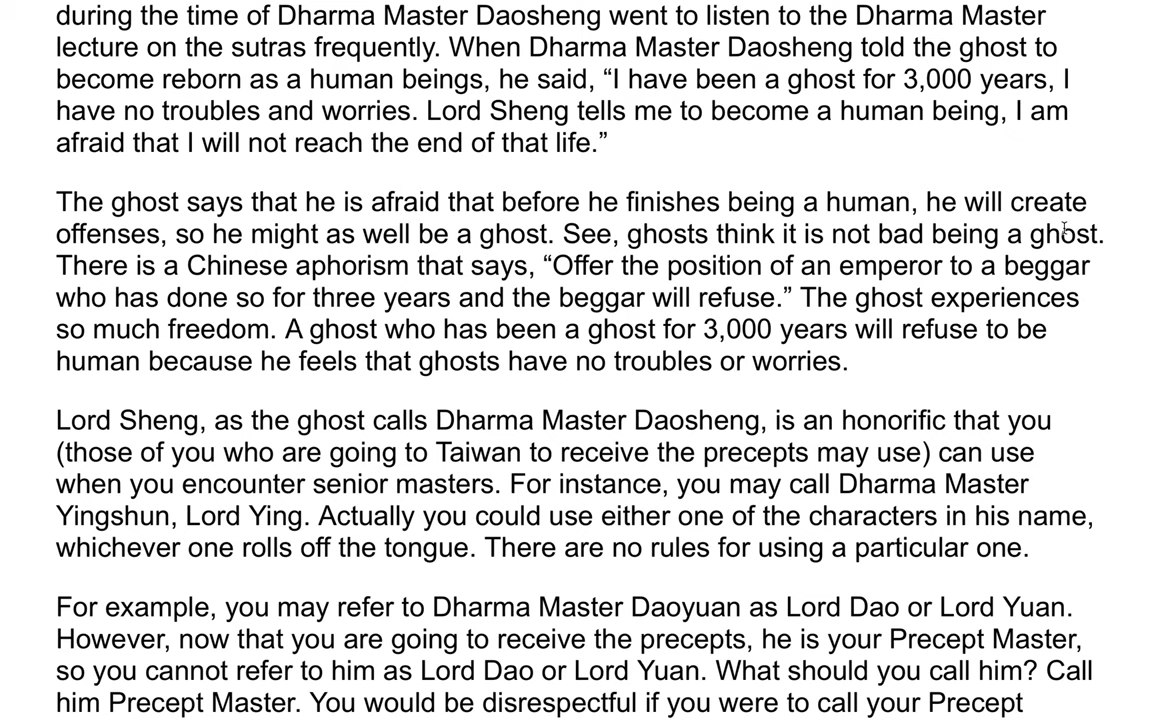 during the time of Dharma Master Daosheng went to listen to the Dharma Master
lecture on the sutras frequently. When Dharma Master Daosheng told the ghost to
become reborn as a human beings, he said, “I have been a ghost for 3,000 years, I
have no troubles and worries. Lord Sheng tells me to become a human being, I am
afraid that I will not reach the end of that life.”
The ghost says that he is afraid that before he finishes being a human, he will create
offenses, so he might as well be a ghost. See, ghosts think it is not bad being a ghost.
There is a Chinese aphorism that says, “Offer the position of an emperor to a beggar
who has done so for three years and the beggar will refuse.” The ghost experiences
so much freedom. A ghost who has been a ghost for 3,000 years will refuse to be
human because he feels that ghosts have no troubles or worries.
Lord Sheng, as the ghost calls Dharma Master Daosheng, is an honorific that you
(those of you who are going to Taiwan to receive the precepts may use) can use
when you encounter senior masters. For instance, you may call Dharma Master
Yingshun, Lord Ying. Actually you could use either one of the characters in his name,
whichever one rolls off the tongue. There are no rules for using a particular one.
For example, you may refer to Dharma Master Daoyuan as Lord Dao or Lord Yuan.
However, now that you are going to receive the precepts, he is your Precept Master,
so you cannot refer to him as Lord Dao or Lord Yuan. What should you call him? Call
him Precept Master. You would be disrespectful if you were to call your Precept